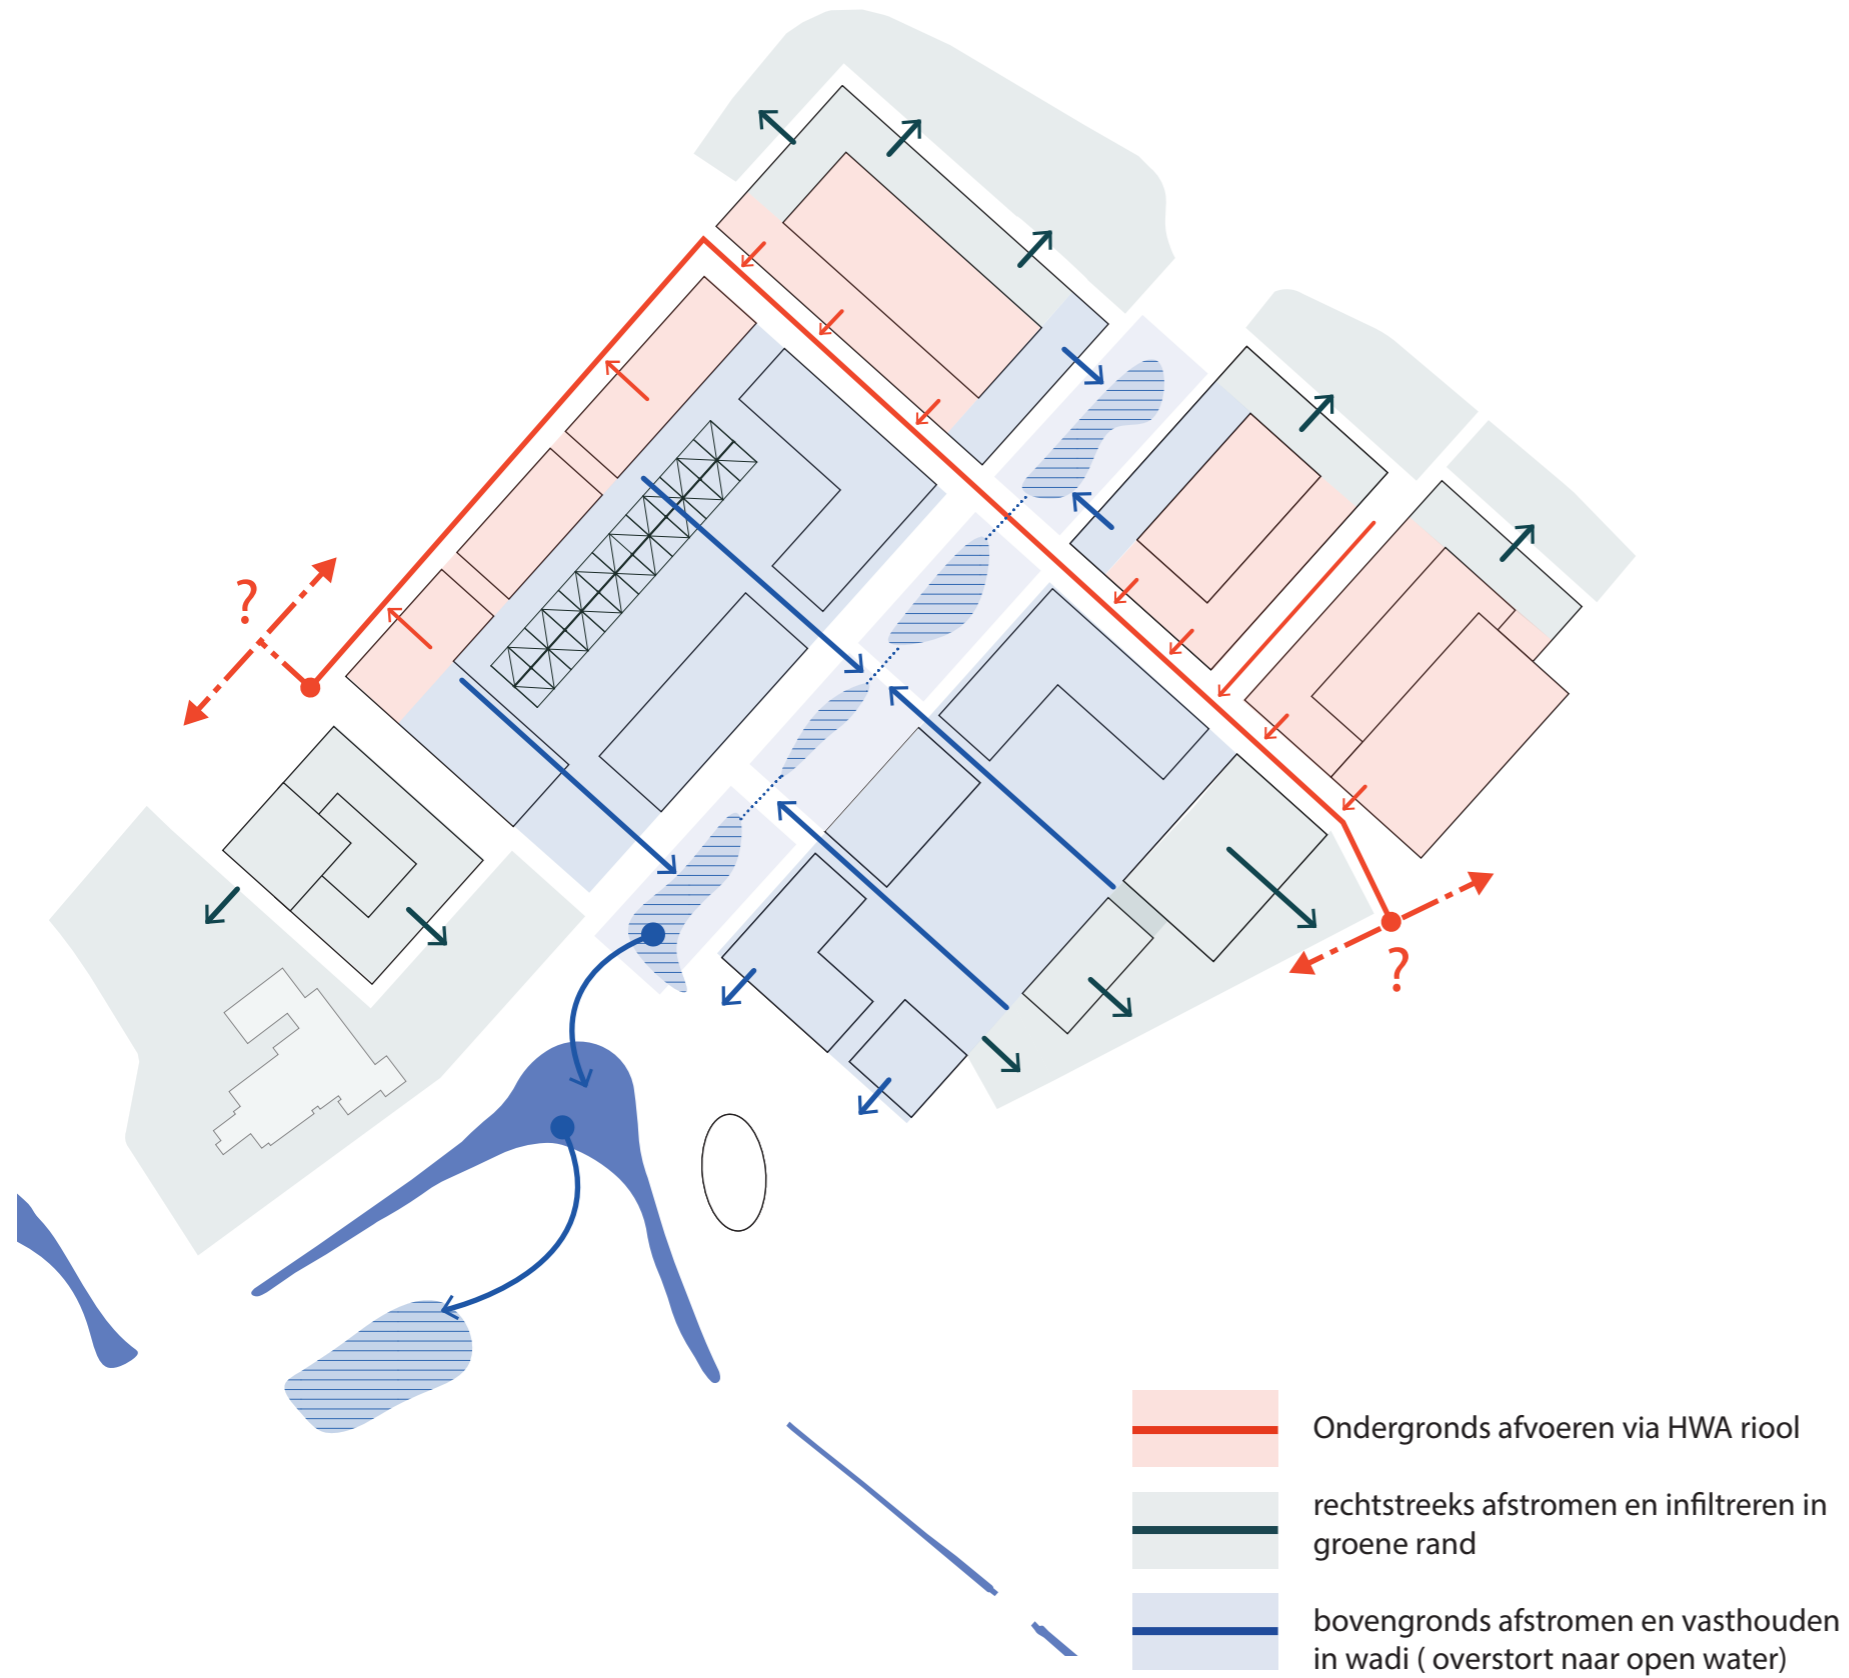 ?
?
Ondergronds afvoeren via HWA riool
rechtstreeks afstromen en infiltreren in
groene rand
bovengronds afstromen en vasthouden
in wadi ( overstort naar open water)